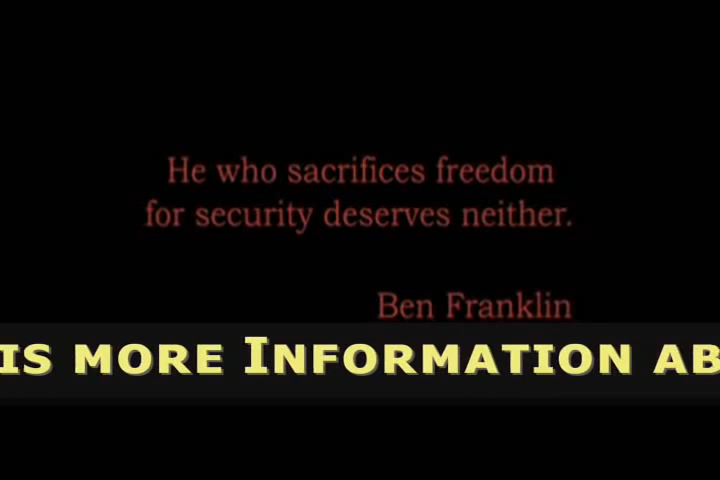 He who sacrifices freedom
for security deserves neither.
Ben Franklin
IS MORE INFORMATION AB